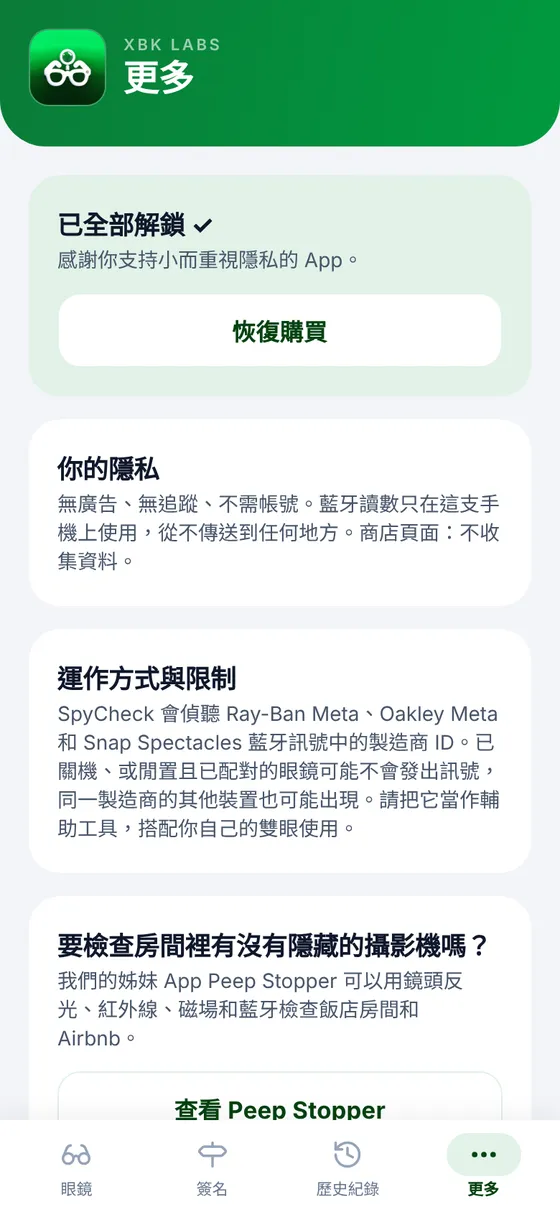 XBK LABS
更多
已全部解鎖 ✓
感謝你支持小而重視隱私的 App。
恢復購買
你的隱私
無廣告、無追蹤、不需帳號。藍牙讀數只在這支手
機上使用，從不傳送到任何地方。商店頁面：不收
集資料。
運作方式與限制
SpyCheck 會偵聽 Ray-Ban Meta、Oakley Meta
和 Snap Spectacles 藍牙訊號中的製造商 ID。已
關機、或閒置且已配對的眼鏡可能不會發出訊號，
同一製造商的其他裝置也可能出現。請把它當作輔
助工具，搭配你自己的雙眼使用。
要檢查房間裡有沒有隱藏的攝影機嗎？
我們的姊妹 App Peep Stopper 可以用鏡頭反
光、紅外線、磁場和藍牙檢查飯店房間和
Airbnb。
查看 Peep Stopper
眼鏡
簽名
歷史紀錄
更多